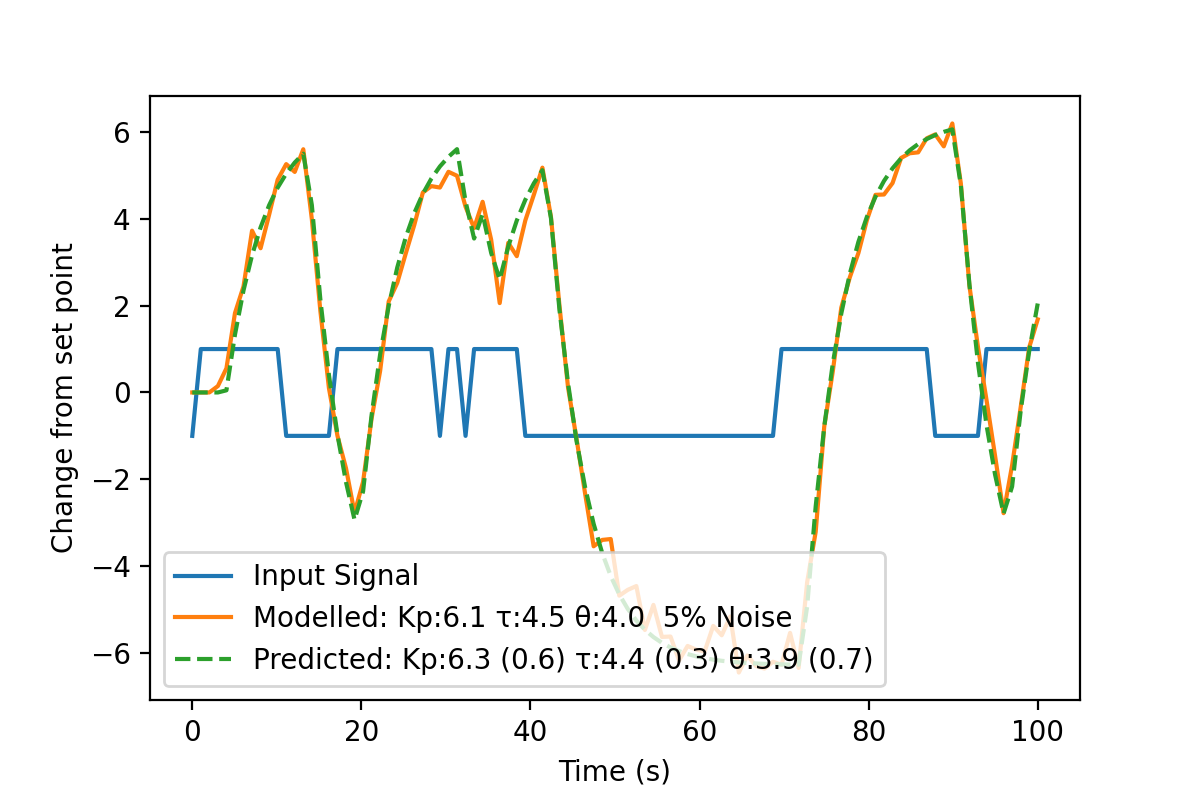 6
4
2
0
−2
−4
−6
Change from set point
Input Signal
Modelled: Kp:6.1 τ:4.5 θ:4.0  5% Noise
Predicted: Kp:6.3 (0.6) τ:4.4 (0.3) θ:3.9 (0.7)
0 20 40 60 80 100
Time (s)